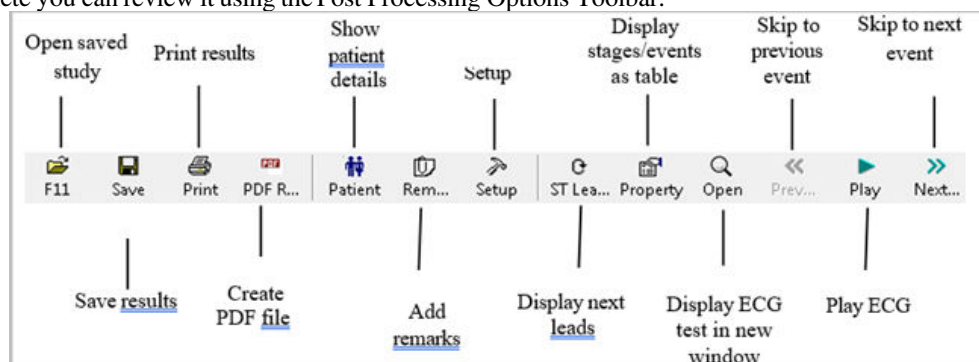 ete you can review it using the Post Processing Options Toolbar.
Open saved
study
Print results
Show
patient
details
Setup
Display
stages/events
as table
Skip to
previous
event
Skip to next
event
F11
Save
Print
PDF R...
Patient
Rem...
Setup
ST Lea...
Property
Open
Prev...
Play
Next...
Save results
Create
PDF file
Add
remarks
Display next
leads
Display ECG
test in new
window
Play ECG